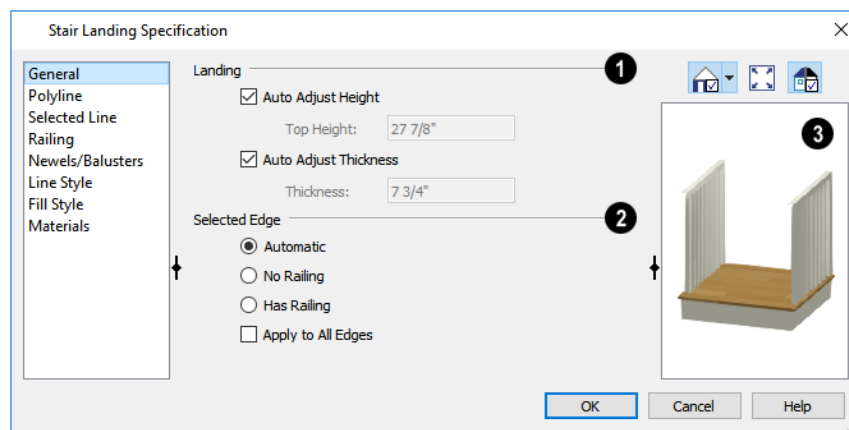 Stair Landing Specification
General
Polyline
Selected Line
Railing
Newels/Balusters
Line Style
Fill Style
Materials
Landing
1
Auto Adjust Height
Top Height: 27 7/8"
Auto Adjust Thickness
Thickness: 7 3/4"
Selected Edge
2
Automatic
No Railing
Has Railing
Apply to All Edges
3
OK Cancel Help